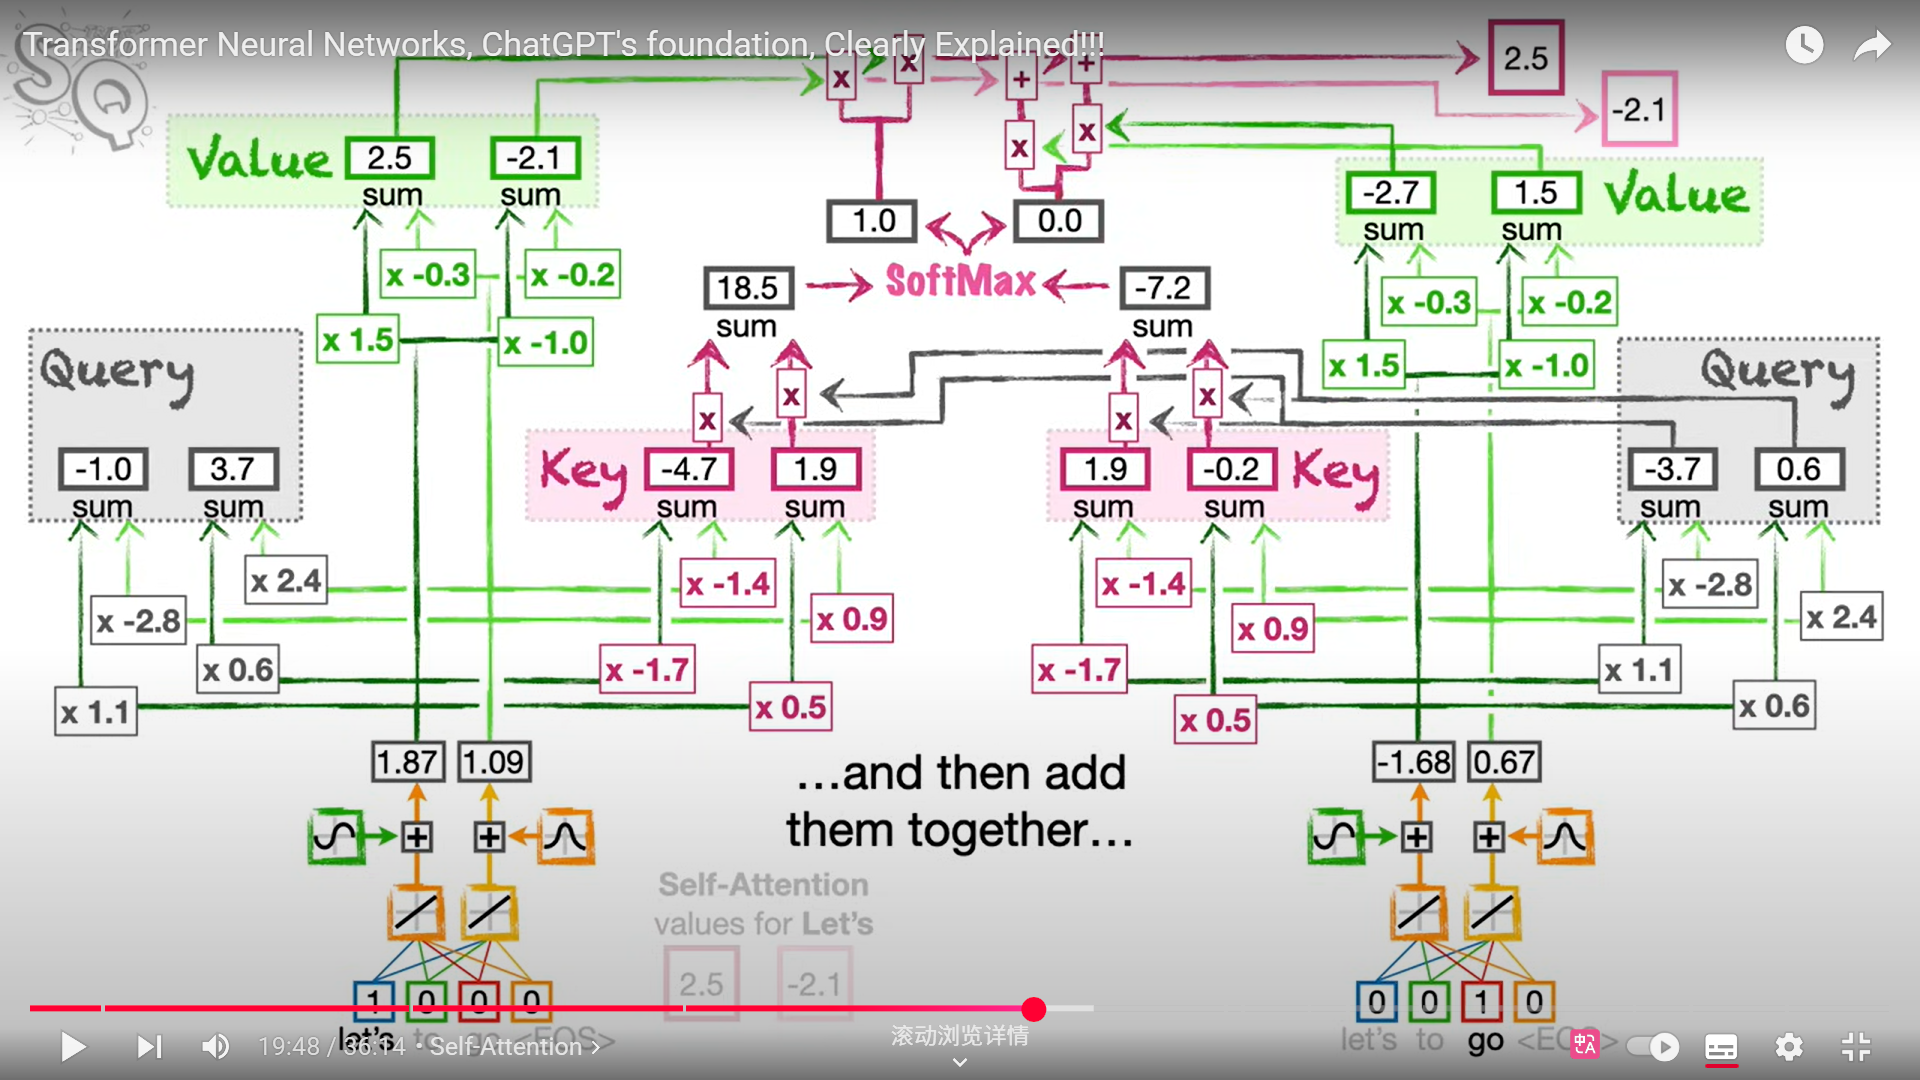 Transformer Neural Networks, ChatGPT's foundation, Clearly Explained!!!
SQ
x
x
+
+
2.5
-2.1
x
x
Value
2.5
-2.1
sum
sum
1.0
0.0
-2.7
1.5
Value
sum
sum
x -0.3
x -0.2
18.5
SoftMax
-7.2
sum
sum
x -0.3
x -0.2
x 1.5
x -1.0
x 1.5
x -1.0
Query
Query
x
x
x
x
-1.0
3.7
sum
sum
Key
-4.7
1.9
sum
sum
1.9
-0.2
Key
sum
sum
-3.7
0.6
sum
sum
x 2.4
x -1.4
x -1.4
x -2.8
x -2.8
x 0.9
x 0.9
x 2.4
x 0.6
x -1.7
x -1.7
x 1.1
x 1.1
x 0.5
x 0.5
x 0.6
1.87
1.09
-1.68
0.67
...and then add
them together...
+
+
+
+
Self-Attention
values for Let's
2.5
-2.1
1
0
0
0
0
0
1
0
let's to go <EOS>
let's to go <EOS>
19:48 / 36:14 • Self-Attention
滚动浏览详情
中A